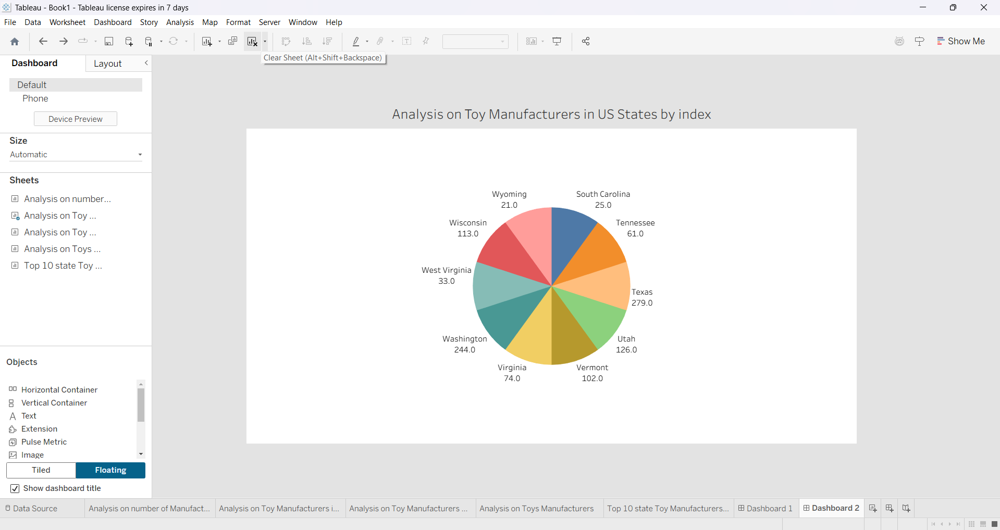 Tableau - Book1 - Tableau license expires in 7 days
File Data Worksheet Dashboard Story Analysis Map Format Server Window Help
Show Me
Clear Sheet (Alt+Shift+Backspace)
Dashboard Layout
Default
Phone
Device Preview
Size
Automatic
Sheets
Analysis on number...
Analysis on Toy ...
Analysis on Toy ...
Analysis on Toys ...
Top 10 state Toy ...
Objects
Horizontal Container
Vertical Container
Text
Extension
Pulse Metric
Image
Tiled Floating
Show dashboard title
Analysis on Toy Manufacturers in US States by index
Wyoming
21.0
South Carolina
25.0
Wisconsin
113.0
Tennessee
61.0
West Virginia
33.0
Texas
279.0
Washington
244.0
Utah
126.0
Virginia
74.0
Vermont
102.0
Data Source Analysis on number of Manufact... Analysis on Toy Manufacturers i... Analysis on Toy Manufacturers ... Analysis on Toys Manufacturers Top 10 state Toy Manufacturers... Dashboard 1 Dashboard 2